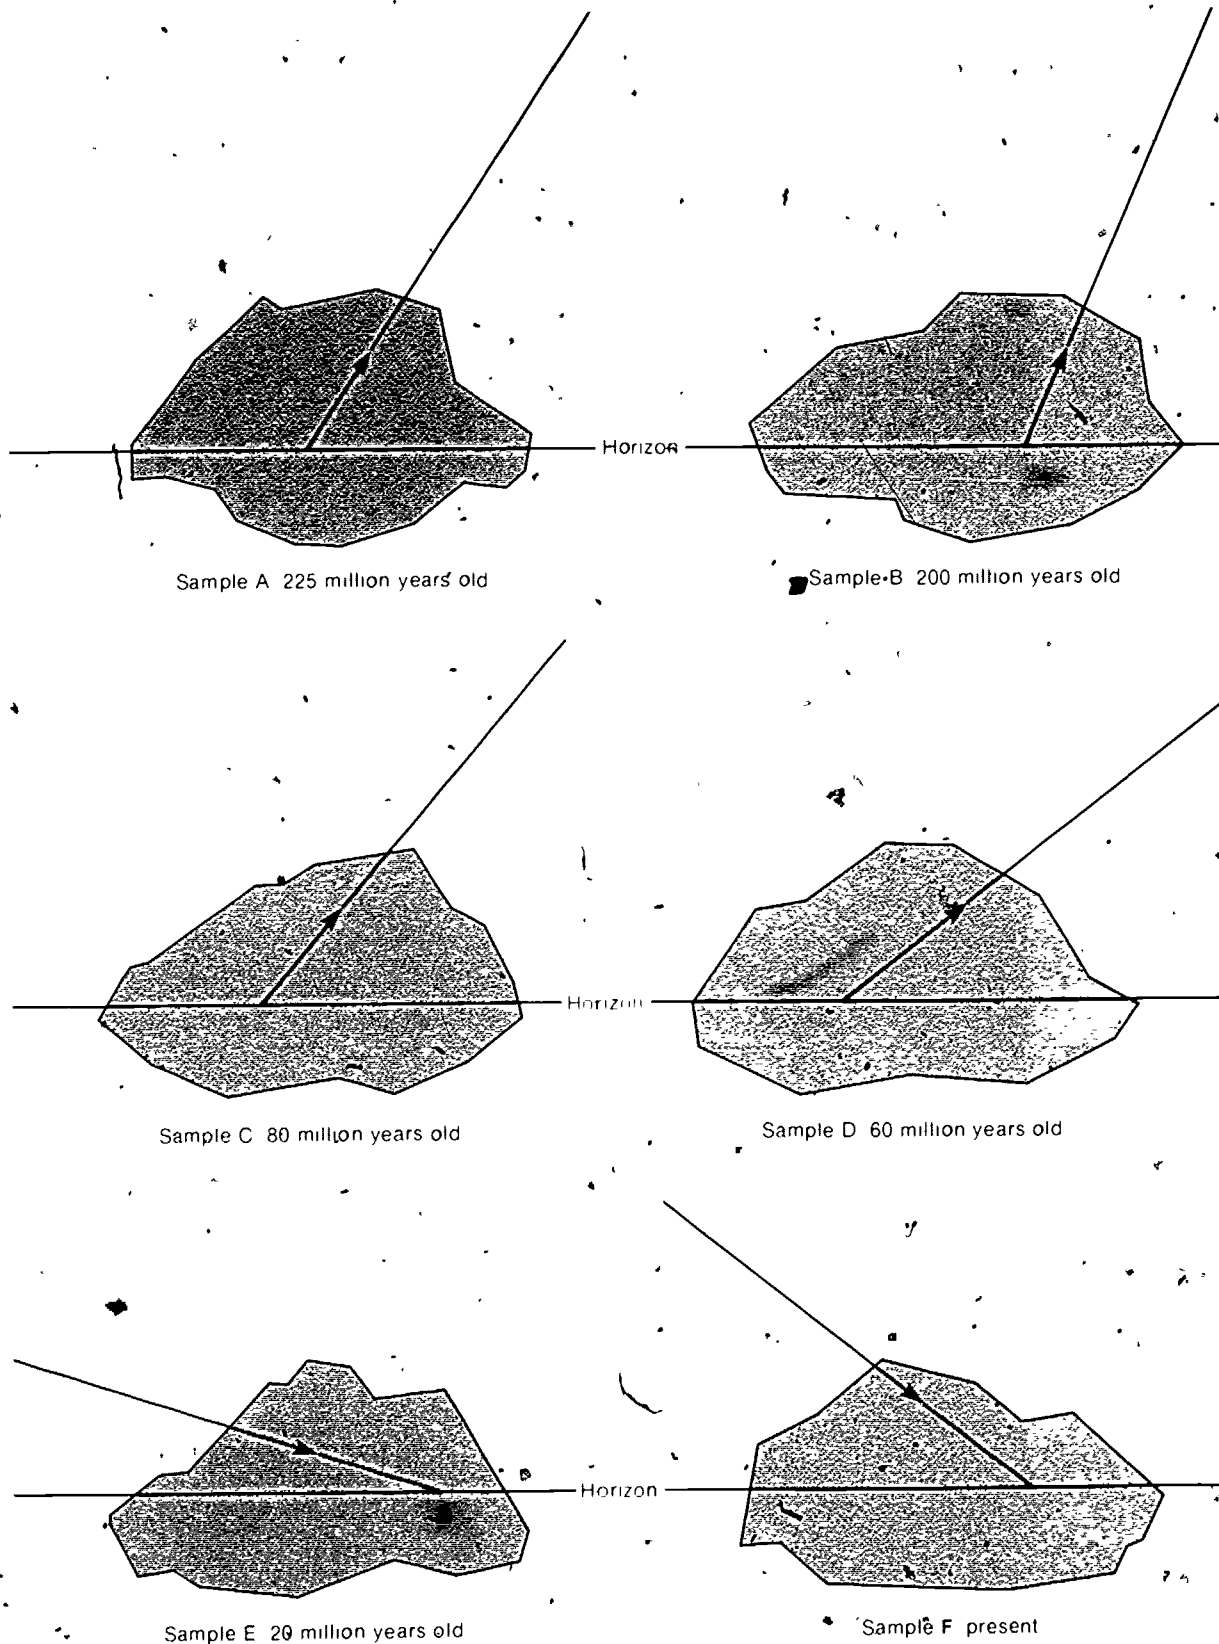 Horizon
Sample A 225 million years old
Sample B 200 million years old
Horizon
Sample C 80 million years old
Sample D 60 million years old
Horizon
Sample E 20 million years old
Sample F present